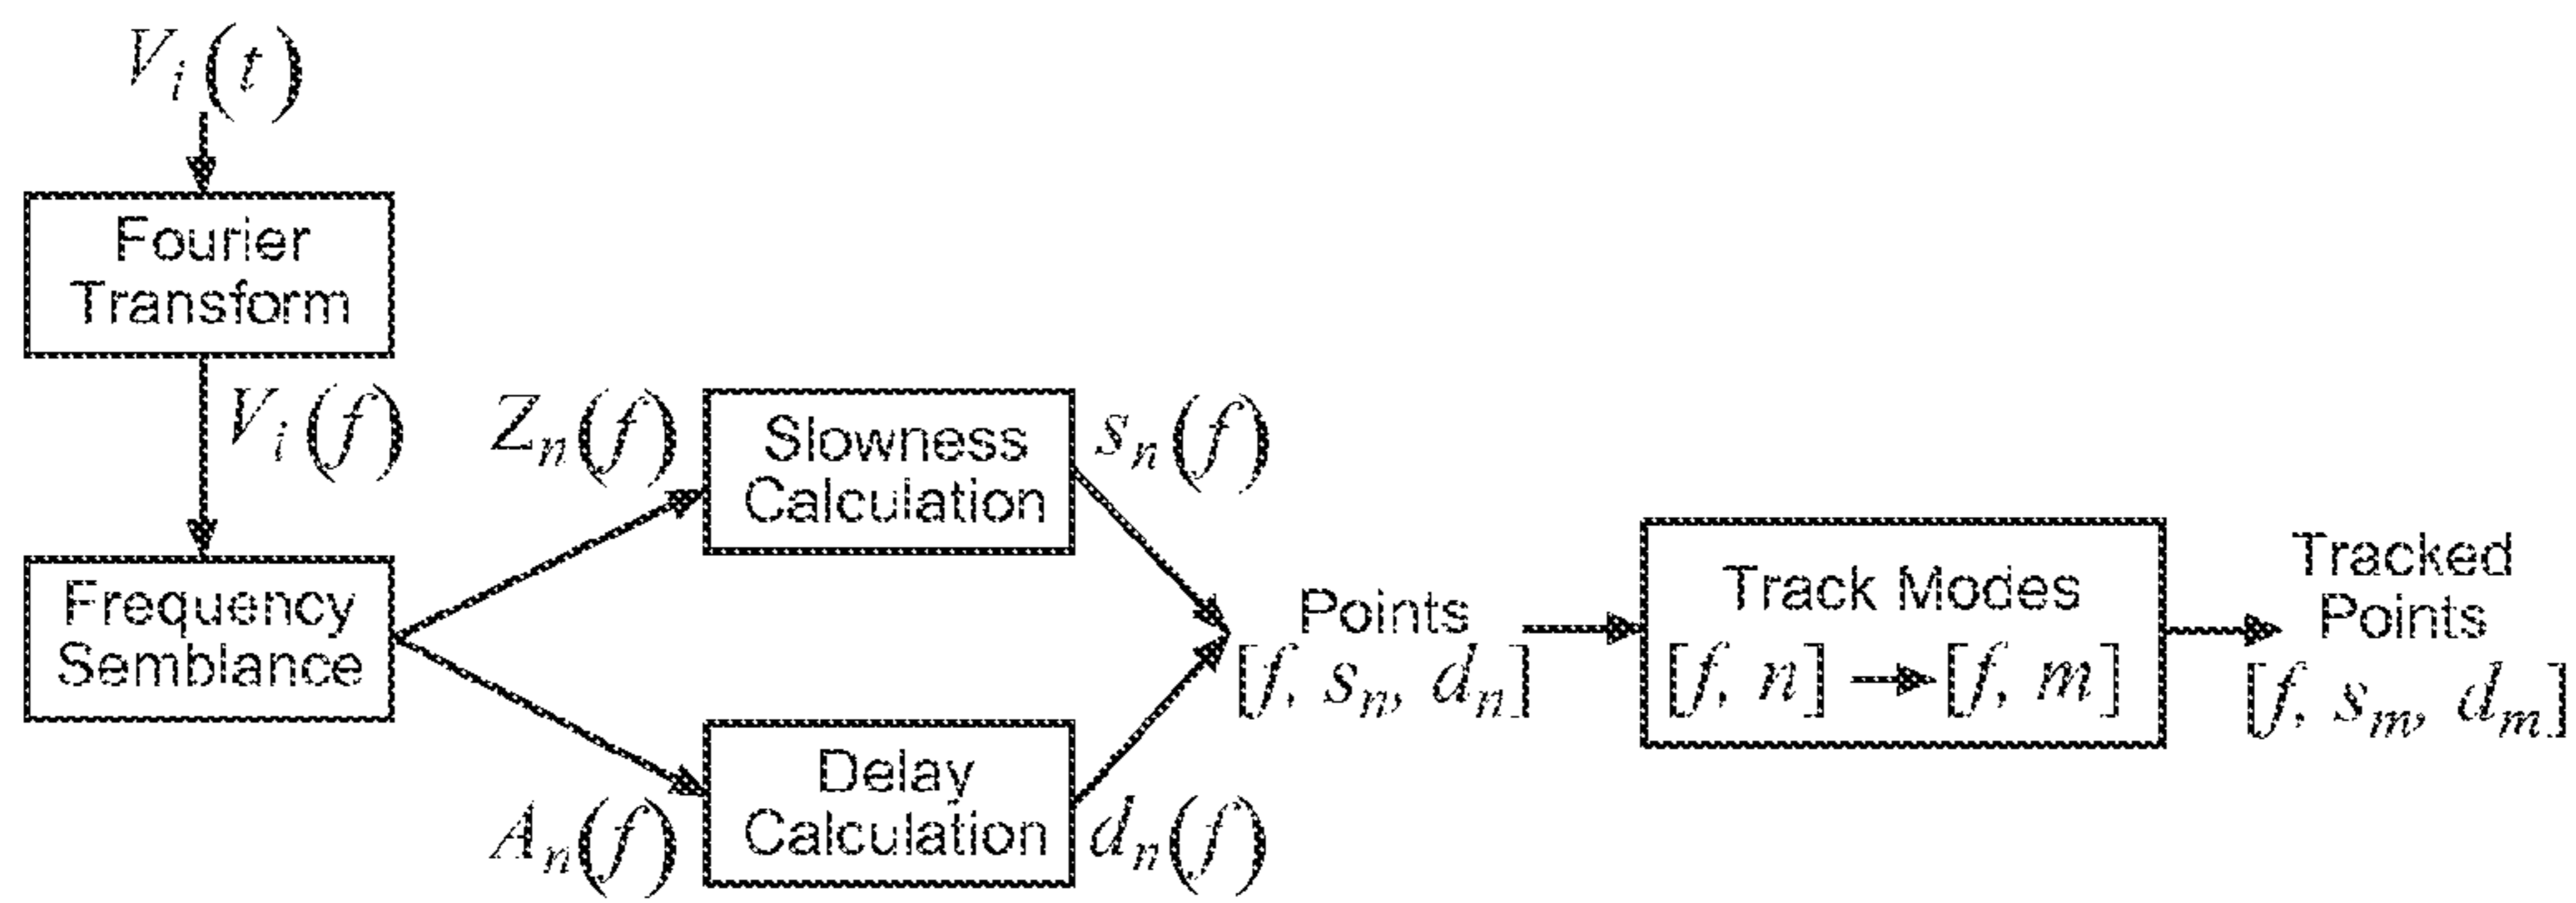 V_i(t)
Fourier
Transform
V_i(f)
Frequency
Semblance
Z_n(f)
Slowness
Calculation
s_n(f)
A_n(f)
Delay
Calculation
d_n(f)
Points
[f, s_n, d_n]
Track Modes
[f, n] → [f, m]
Tracked
Points
[f, s_m, d_m]